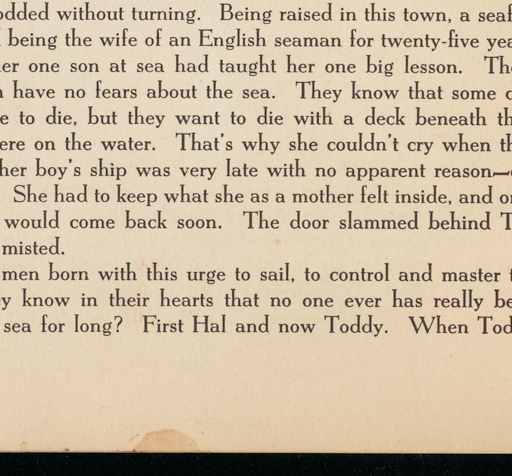 odded without turning. Being raised in this town, a seaf
being the wife of an English seaman for twenty-five yea
her one son at sea had taught her one big lesson. Th
have no fears about the sea. They know that some o
e to die, but they want to die with a deck beneath th
ere on the water. That's why she couldn't cry when th
her boy's ship was very late with no apparent reason—
She had to keep what she as a mother felt inside, and o
would come back soon. The door slammed behind T
misted.
men born with this urge to sail, to control and master t
ey know in their hearts that no one ever has really be
sea for long? First Hal and now Toddy. When Tod